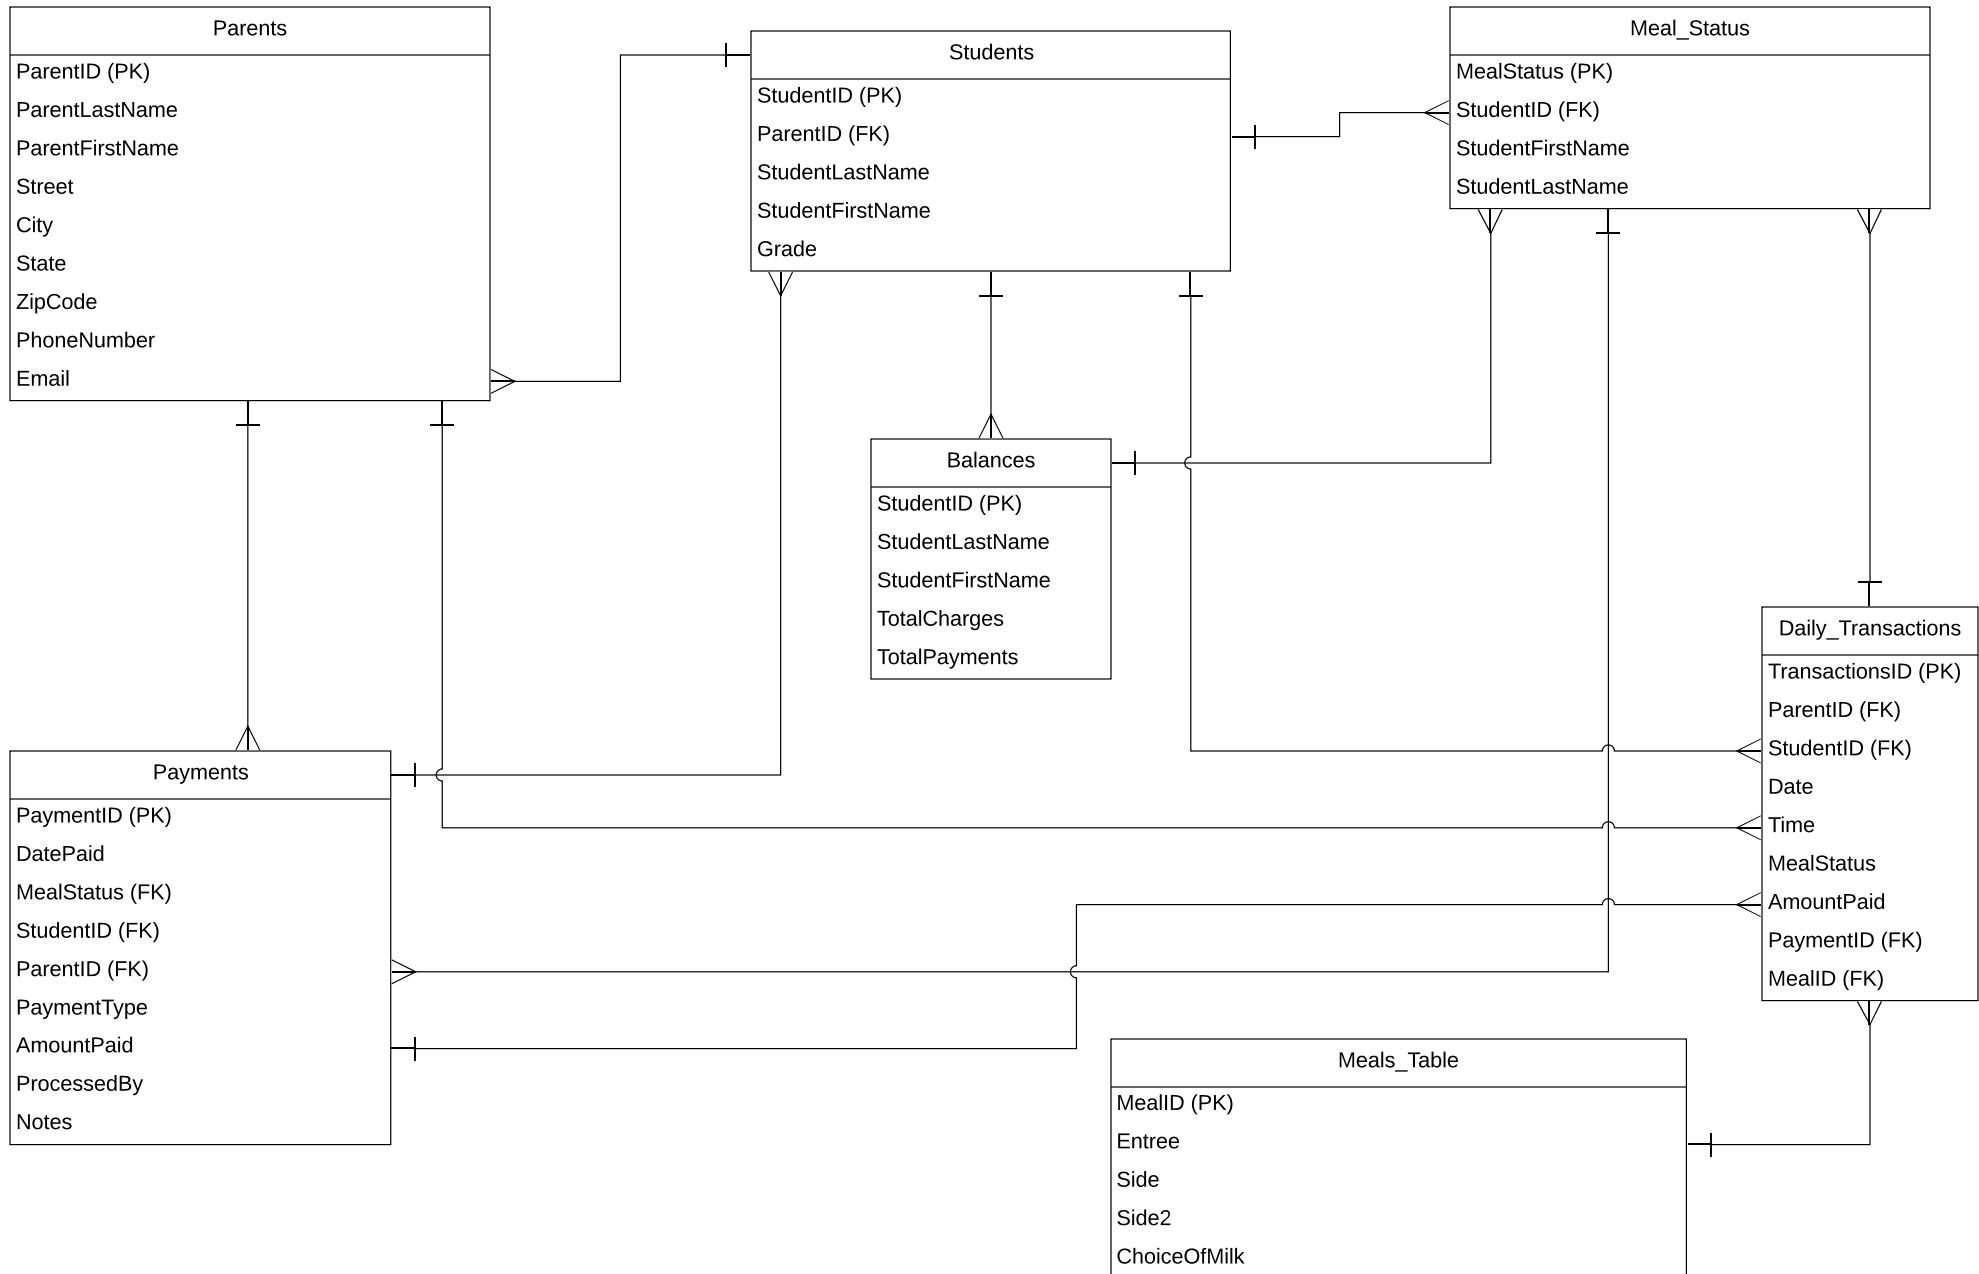 Parents
ParentID (PK)
ParentLastName
ParentFirstName
Street
City
State
ZipCode
PhoneNumber
Email
Students
StudentID (PK)
ParentID (FK)
StudentLastName
StudentFirstName
Grade
Meal_Status
MealStatus (PK)
StudentID (FK)
StudentFirstName
StudentLastName
Balances
StudentID (PK)
StudentLastName
StudentFirstName
TotalCharges
TotalPayments
Daily_Transactions
TransactionsID (PK)
ParentID (FK)
StudentID (FK)
Date
Time
MealStatus
AmountPaid
PaymentID (FK)
MealID (FK)
Payments
PaymentID (PK)
DatePaid
MealStatus (FK)
StudentID (FK)
ParentID (FK)
PaymentType
AmountPaid
ProcessedBy
Notes
Meals_Table
MealID (PK)
Entree
Side
Side2
ChoiceOfMilk